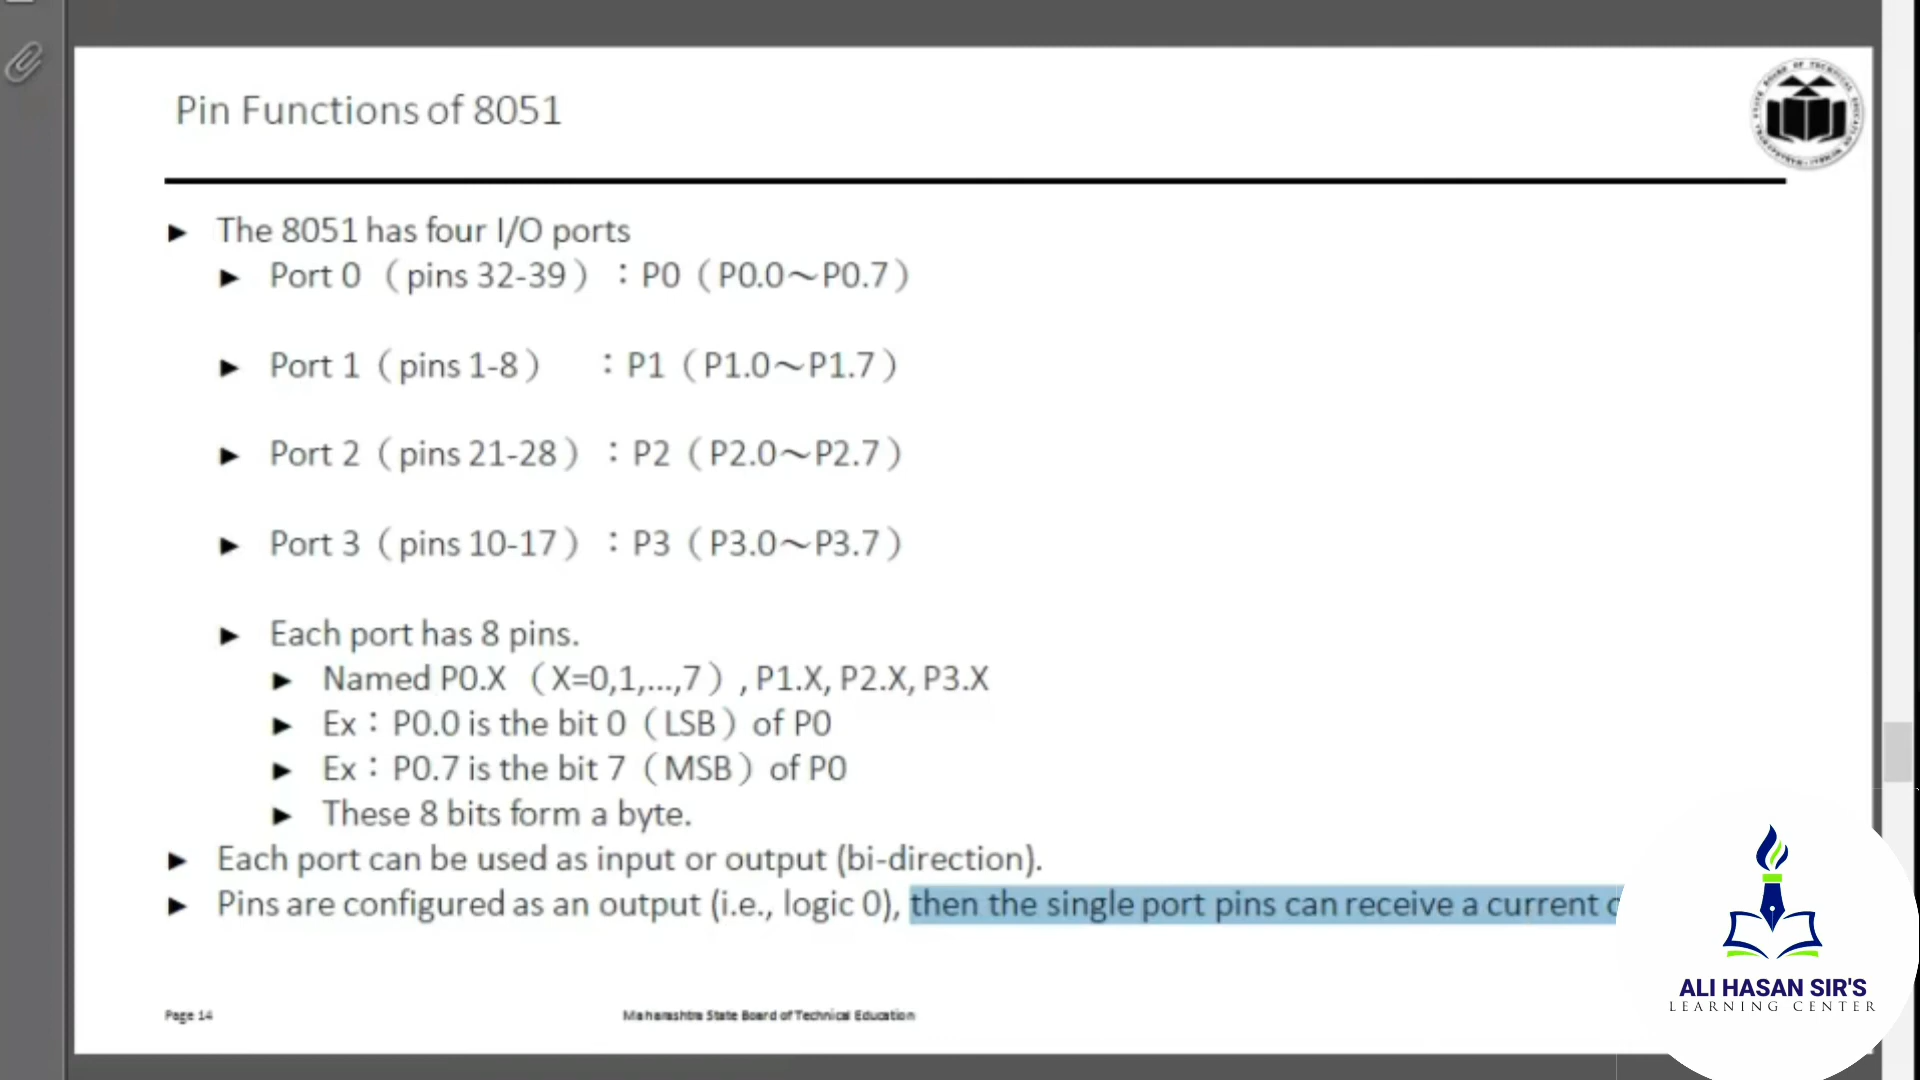 Pin Functions of 8051
► The 8051 has four I/O ports
► Port 0 （pins 32-39）：P0（P0.0～P0.7）
► Port 1（pins 1-8） ：P1（P1.0～P1.7）
► Port 2（pins 21-28）：P2（P2.0～P2.7）
► Port 3（pins 10-17）：P3（P3.0～P3.7）
► Each port has 8 pins.
► Named P0.X （X=0,1,...,7）, P1.X, P2.X, P3.X
► Ex：P0.0 is the bit 0（LSB）of P0
► Ex：P0.7 is the bit 7（MSB）of P0
► These 8 bits form a byte.
► Each port can be used as input or output (bi-direction).
► Pins are configured as an output (i.e., logic 0), then the single port pins can receive a current
ALI HASAN SIR'S
LEARNING CENTER
Page 14
Maharashtra State Board of Technical Education